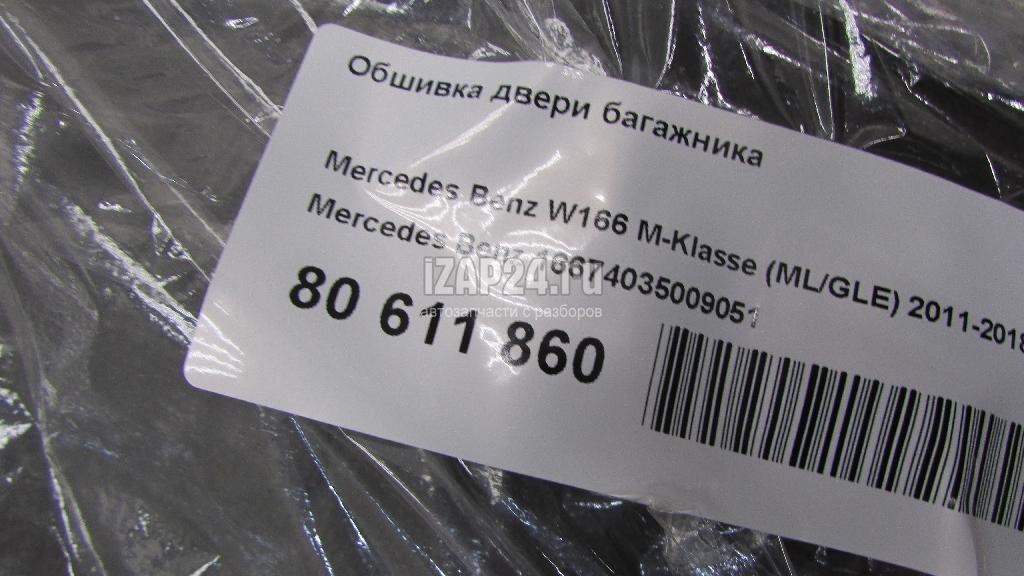 Обшивка двери багажника
Mercedes Benz W166 M-Klasse (ML/GLE) 2011-2018
Mercedes Benz 16674035009051
80 611 860
iZAP24.ru
автозапчасти с разборов